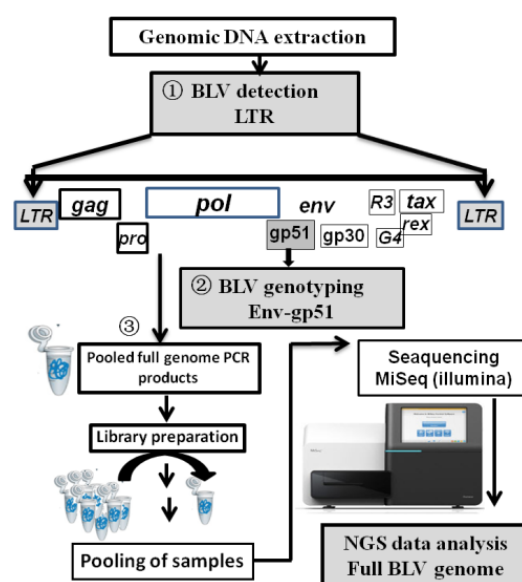 Genomic DNA extraction
① BLV detection
LTR
LTR
gag
pro
pol
env
gp51
gp30
R3
tax
rex
G4
LTR
② BLV genotyping
Env-gp51
③
Pooled full genome PCR
products
Library preparation
Pooling of samples
Seaquencing
MiSeq (illumina)
NGS data analysis
Full BLV genome